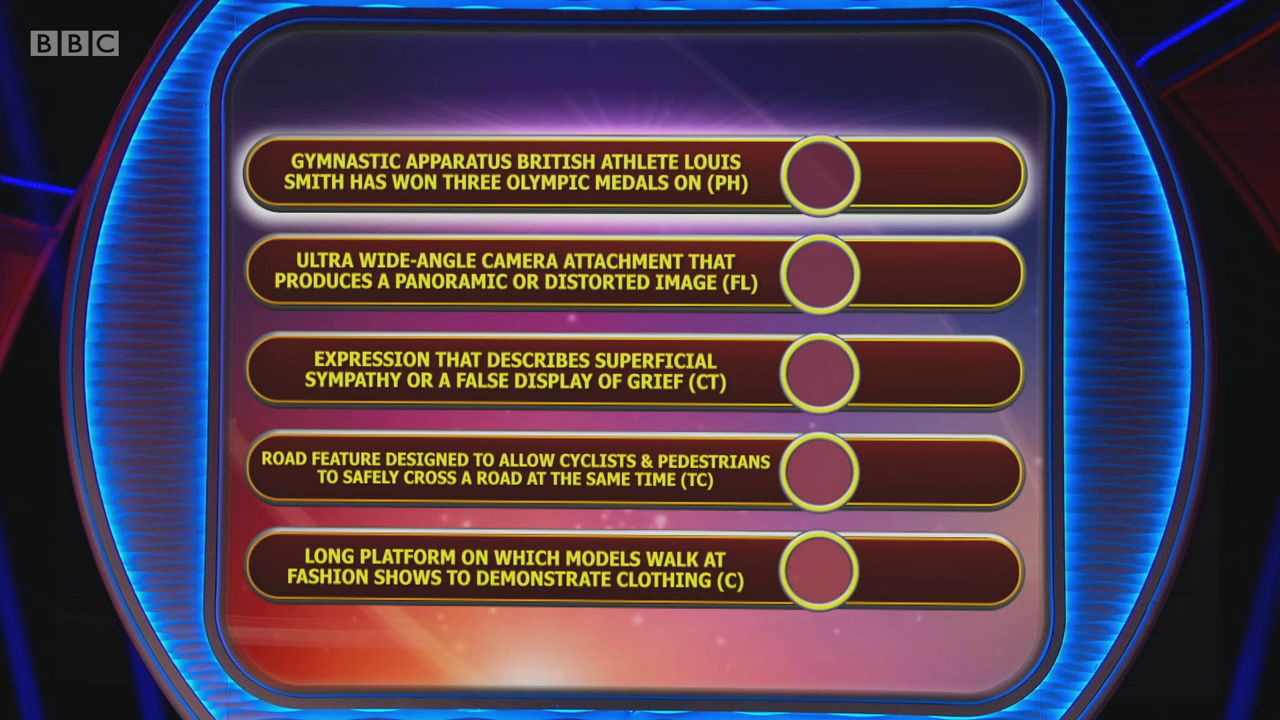 BBC
GYMNASTIC APPARATUS BRITISH ATHLETE LOUIS
SMITH HAS WON THREE OLYMPIC MEDALS ON (PH)
ULTRA WIDE-ANGLE CAMERA ATTACHMENT THAT
PRODUCES A PANORAMIC OR DISTORTED IMAGE (FL)
EXPRESSION THAT DESCRIBES SUPERFICIAL
SYMPATHY OR A FALSE DISPLAY OF GRIEF (CT)
ROAD FEATURE DESIGNED TO ALLOW CYCLISTS & PEDESTRIANS
TO SAFELY CROSS A ROAD AT THE SAME TIME (TC)
LONG PLATFORM ON WHICH MODELS WALK AT
FASHION SHOWS TO DEMONSTRATE CLOTHING (C)